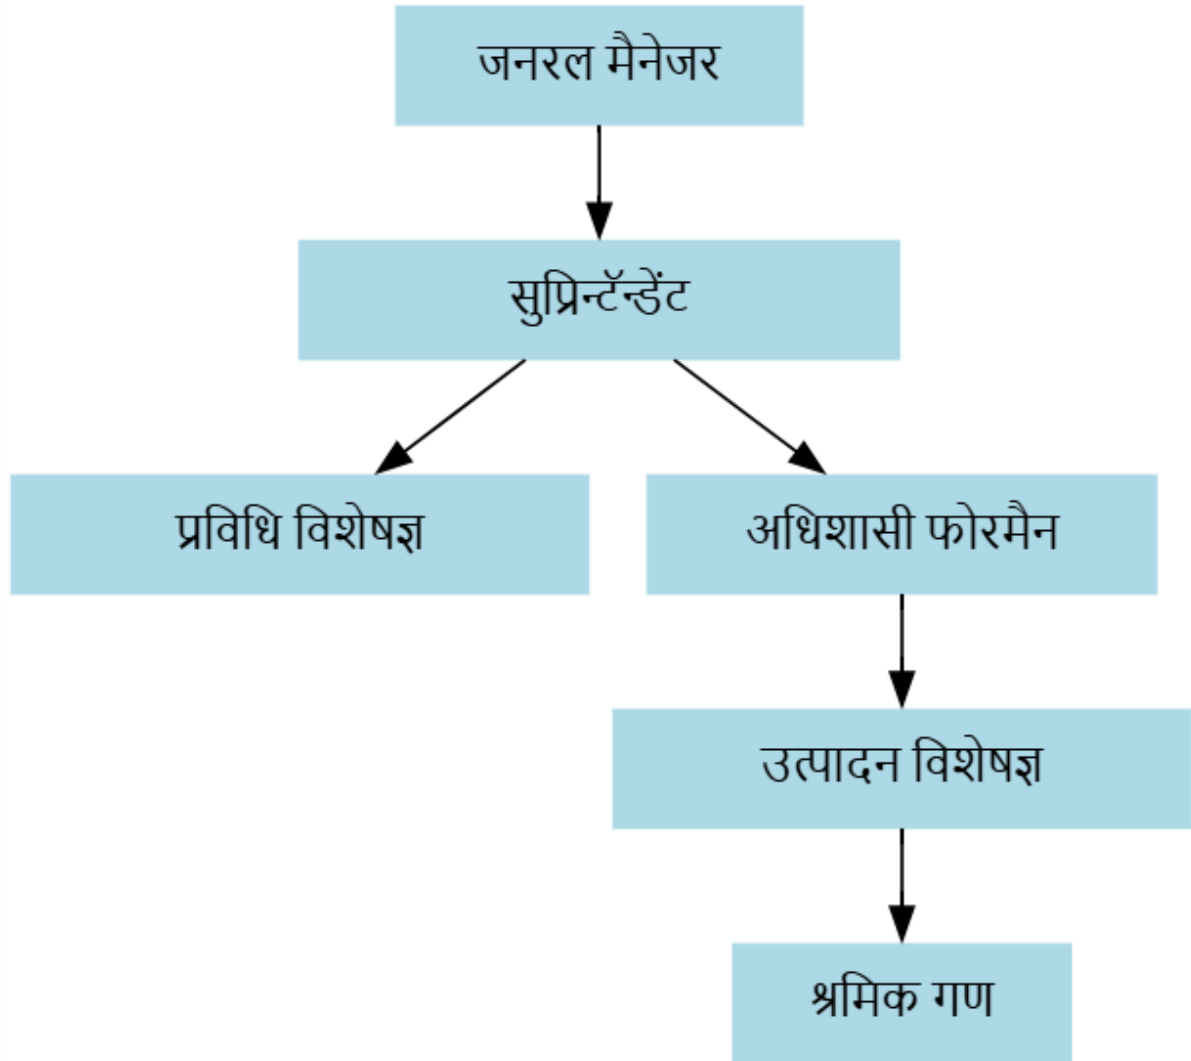 जनरल मैनेजर
सुप्रिन्टॅन्डेंट
प्रविधि विशेषज्ञ
अधिशासी फोरमैन
उत्पादन विशेषज्ञ
श्रमिक गण